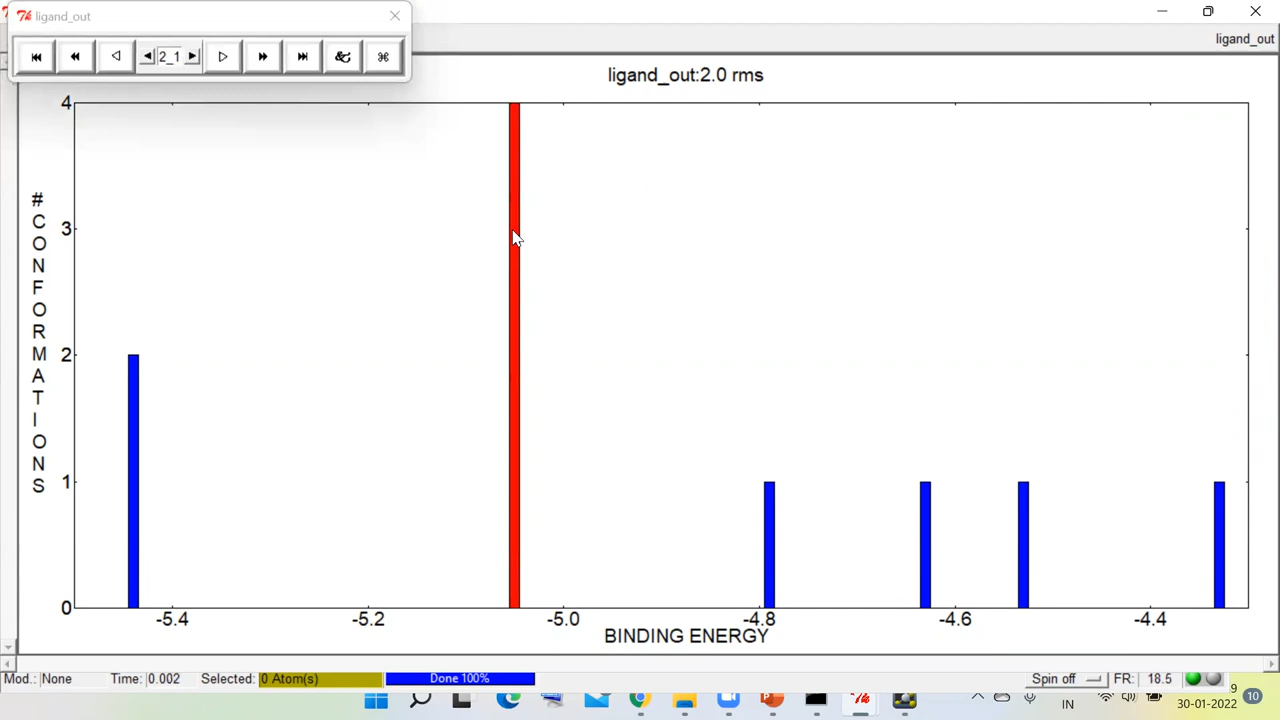 ligand_out
2_1
ligand_out
ligand_out:2.0 rms
4
3
2
1
0
# CONFORMATIONS
-5.4 -5.2 -5.0 -4.8 -4.6 -4.4
BINDING ENERGY
Mod.: None Time: 0.002 Selected: 0 Atom(s) Done 100% Spin off FR: 18.5
IN
9
30-01-2022
10